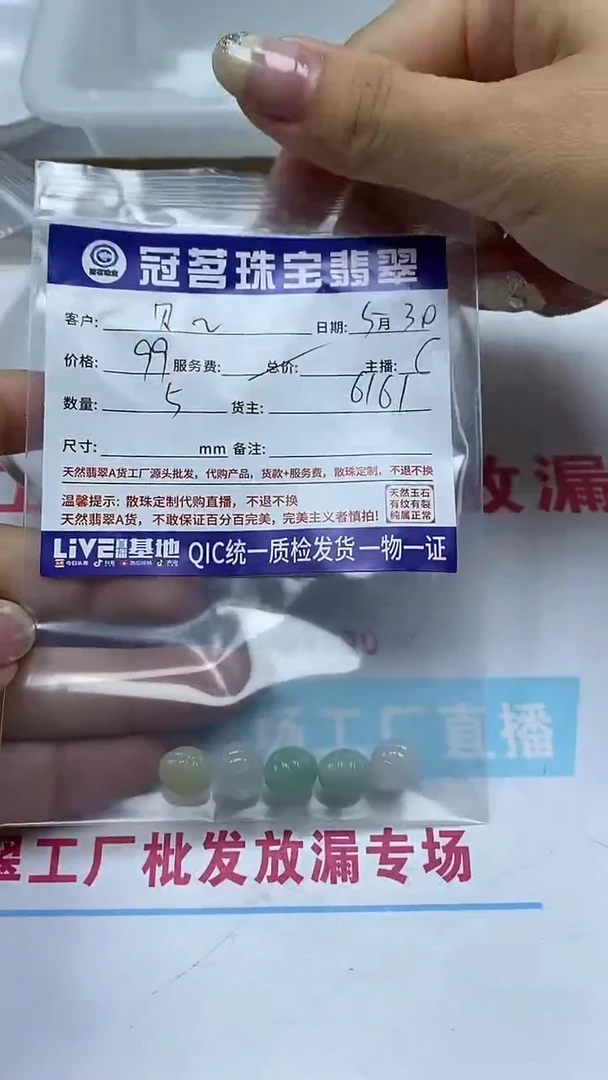 冠茗珠宝翡翠
客户: 日期: 5月30
价格: 99 服务费: 总价: 主播: C
数量: 5 货主: 6161
尺寸: mm 备注:
天然翡翠A货工厂源头批发，代购产品，货款+服务费，散珠定制，不退不换
温馨提示: 散珠定制代购直播，不退不换
天然翡翠A货，不敢保证百分百完美，完美主义者慎拍!
天然玉石
有纹有裂
纯属正常
LIVE直播基地 QIC统一质检发货 一物一证
放漏
场工厂直播
翠工厂批发放漏专场